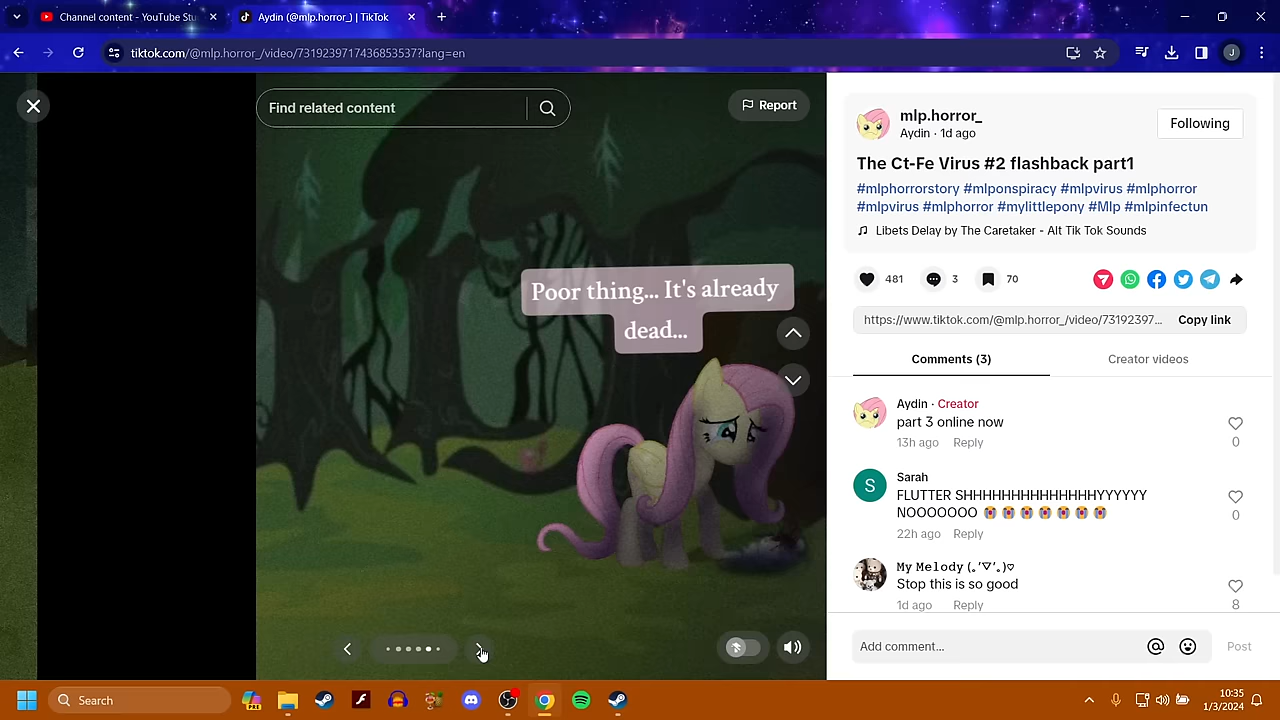 Channel content - YouTube Stu
Aydin (@mlp.horror_) | TikTok
tiktok.com/@mlp.horror_/video/7319239717436853537?lang=en
J
Find related content
Report
Poor thing... It's already
dead...
mlp.horror_
Aydin · 1d ago
Following
The Ct-Fe Virus #2 flashback part1
#mlphorrorstory #mlponspiracy #mlpvirus #mlphorror
#mlpvirus #mlphorror #mylittlepony #Mlp #mlpinfectun
Libets Delay by The Caretaker - Alt Tik Tok Sounds
481
3
70
https://www.tiktok.com/@mlp.horror_/video/73192397...
Copy link
Comments (3)
Creator videos
Aydin · Creator
part 3 online now
13h ago
Reply
0
S
Sarah
FLUTTER SHHHHHHHHHHHHHHYYYYYY
NOOOOOOO 😭 😭 😭 😭 😭 😭 😭
22h ago
Reply
0
My Melody (｡'▽'｡)♡
Stop this is so good
1d ago
Reply
8
Add comment...
Post
Search
PRE
10:35
1/3/2024